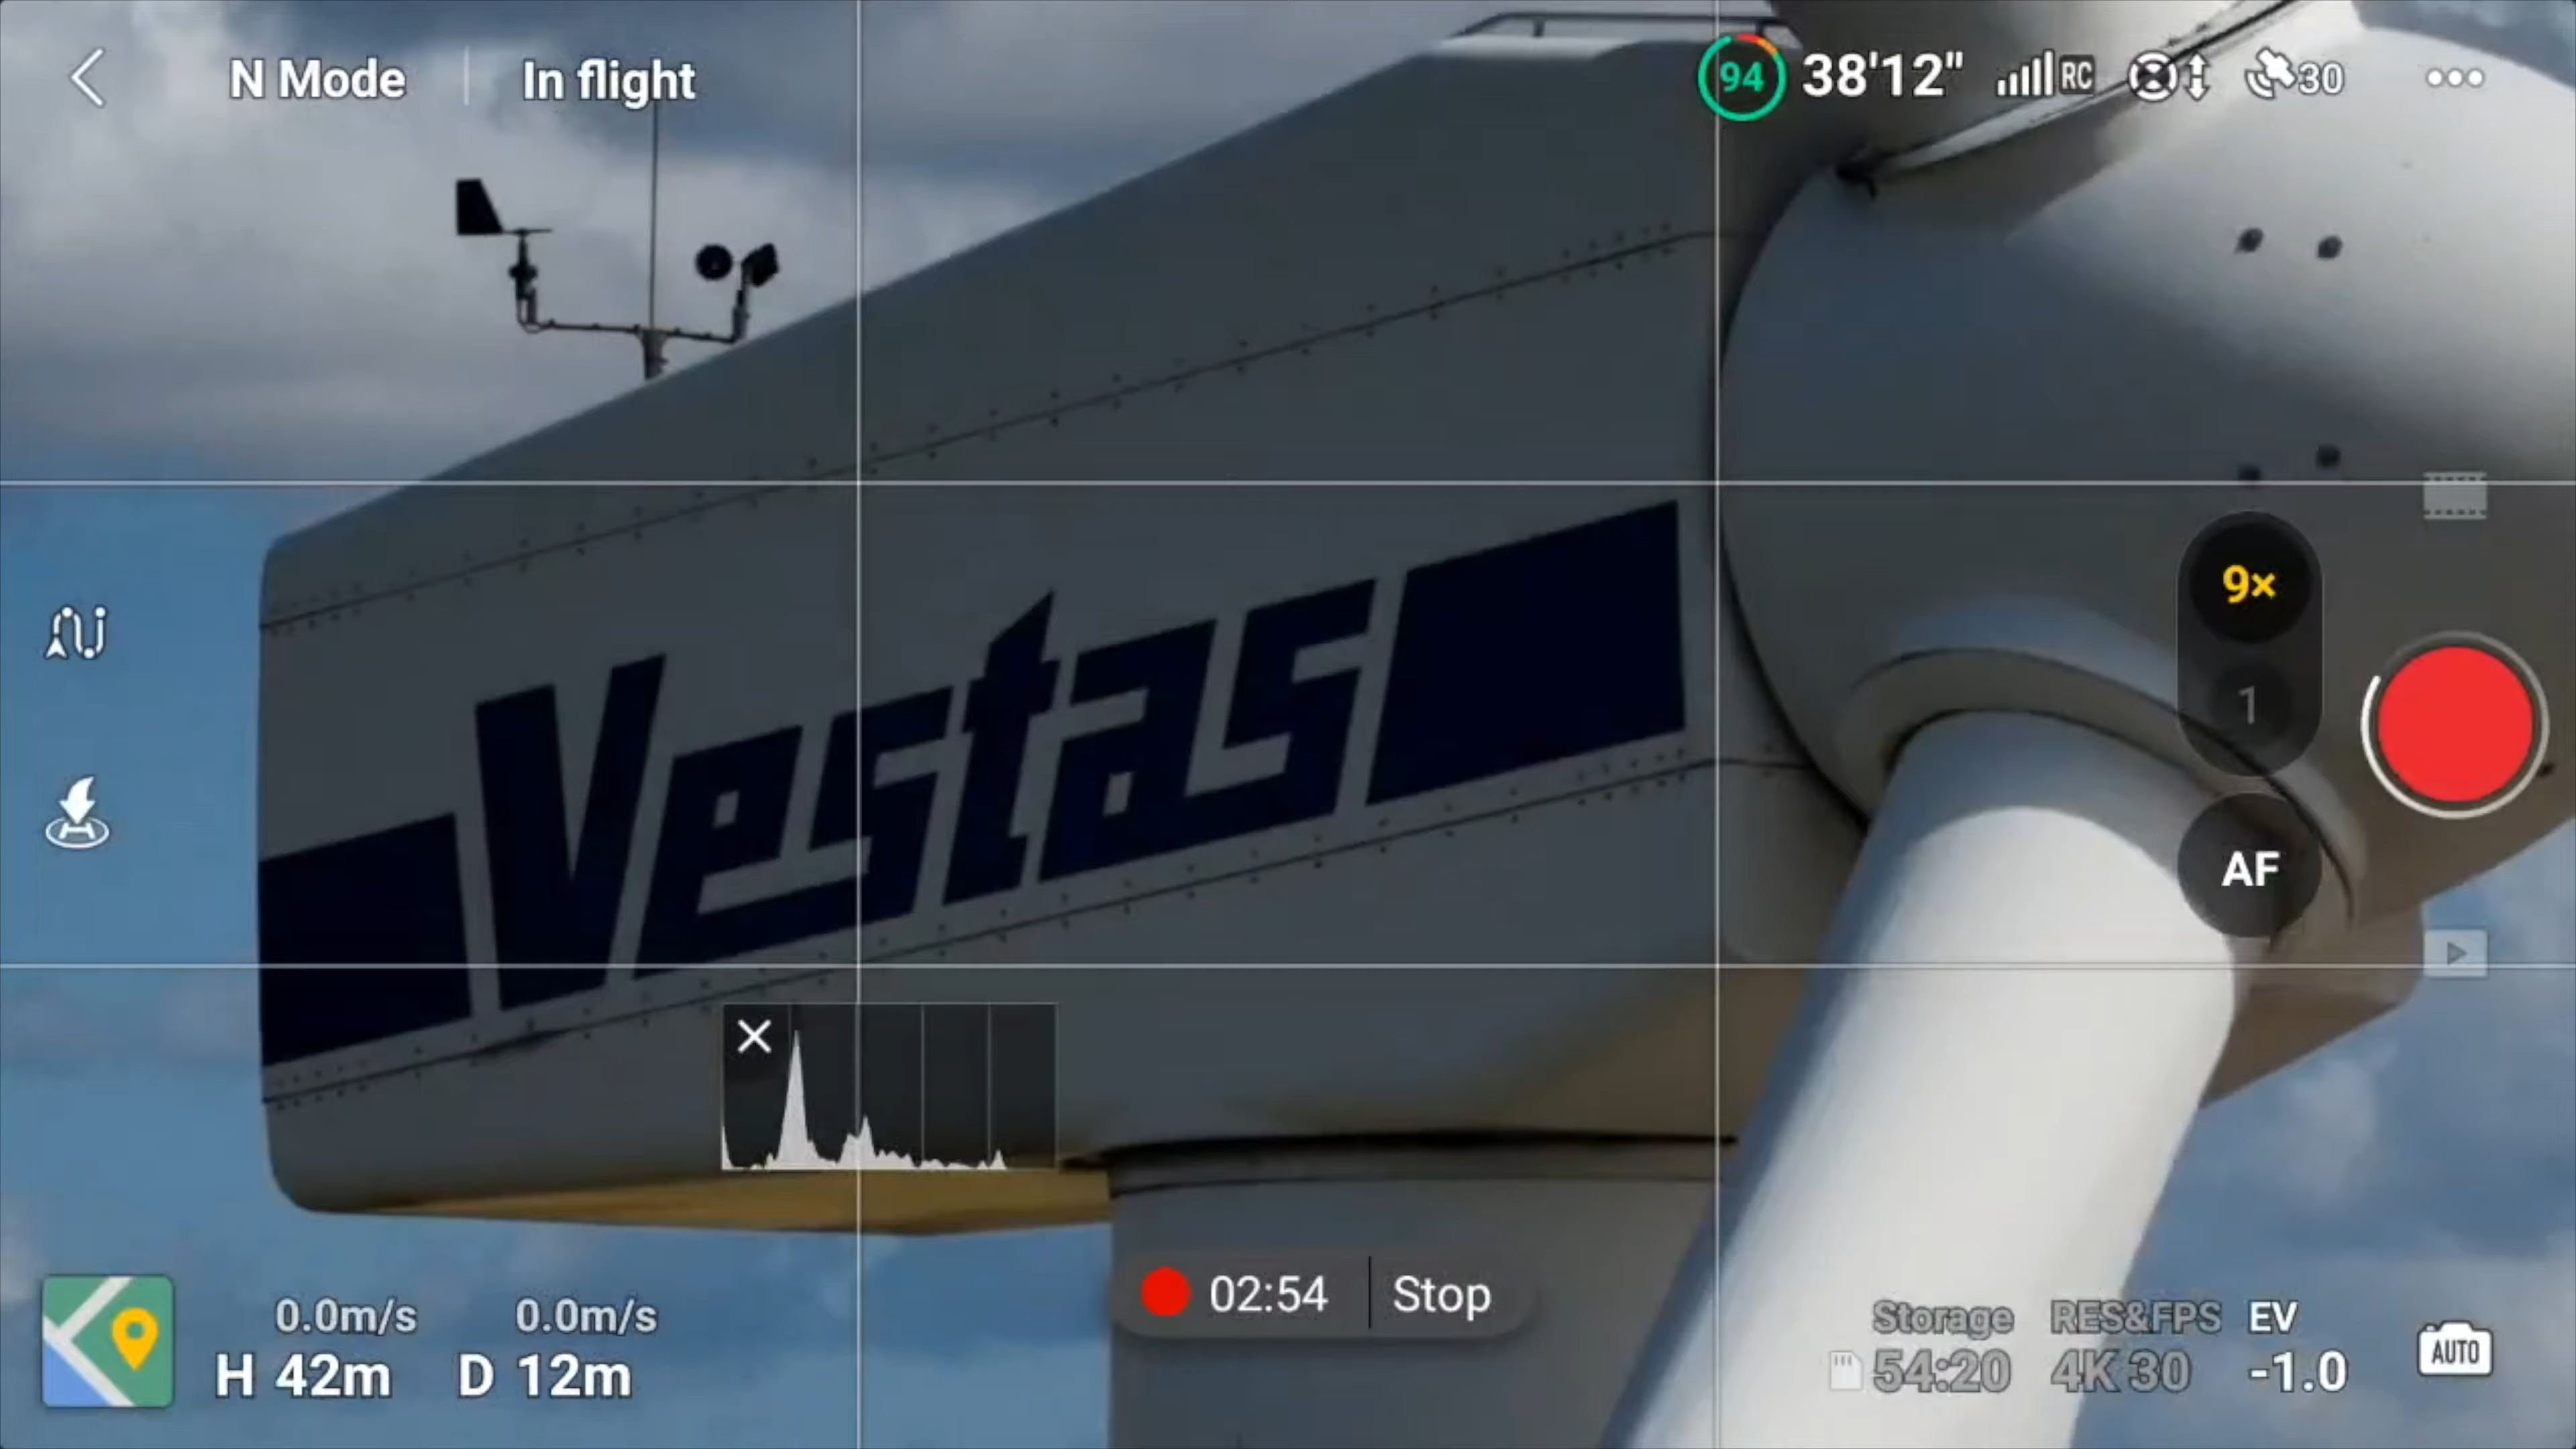 N Mode | In flight
94 38'12" RC 30
Vestas
9×
1
AF
02:54 | Stop
0.0m/s 0.0m/s
H 42m D 12m
Storage RES&FPS EV
54:20 4K 30 -1.0
AUTO